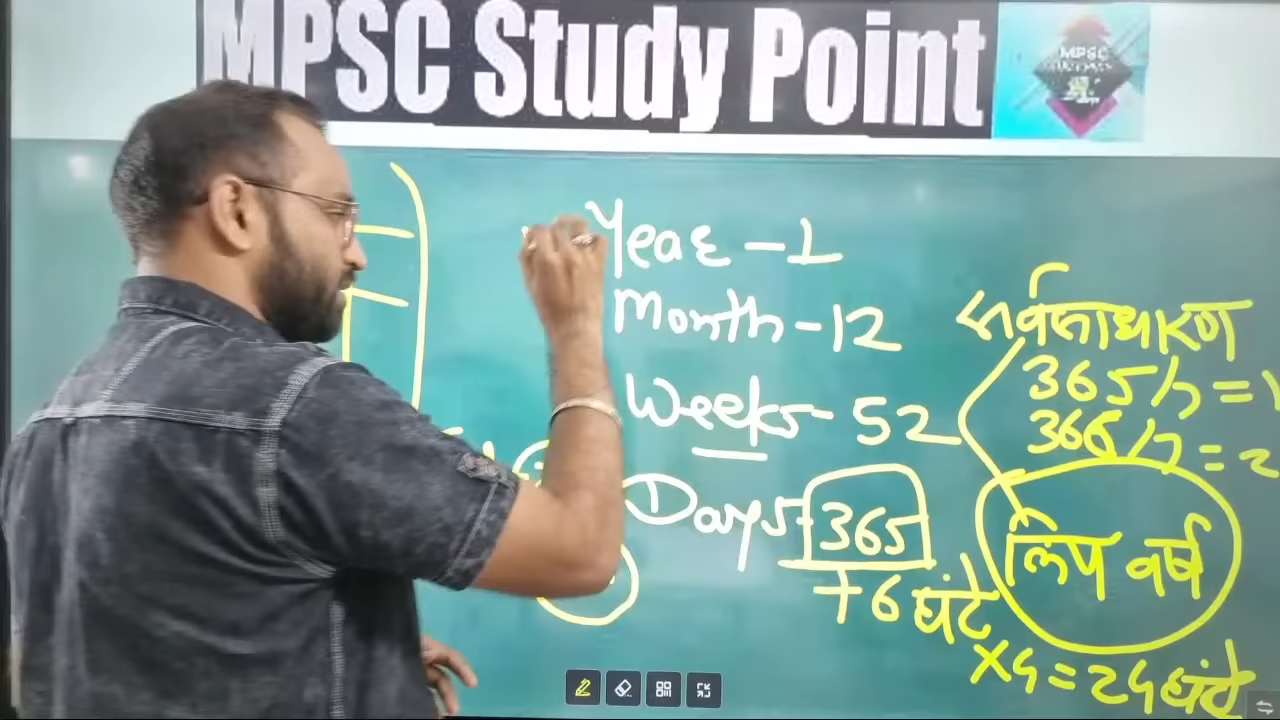 MPSC Study Point
MPSC
Year - 1
Month - 12
Weeks - 52
Days 365
+6 घंटे
×4 = 24 घंटे
सर्वसाधारण
365/7 = 1
366/7 = 2
लिप वर्ष